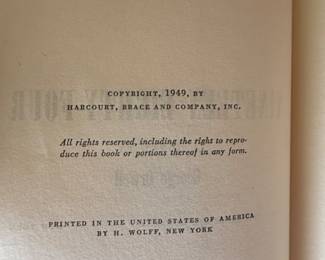 COPYRIGHT, 1949, BY
HARCOURT, BRACE AND COMPANY, INC.
All rights reserved, including the right to repro-
duce this book or portions thereof in any form.
PRINTED IN THE UNITED STATES OF AMERICA
BY H. WOLFF, NEW YORK